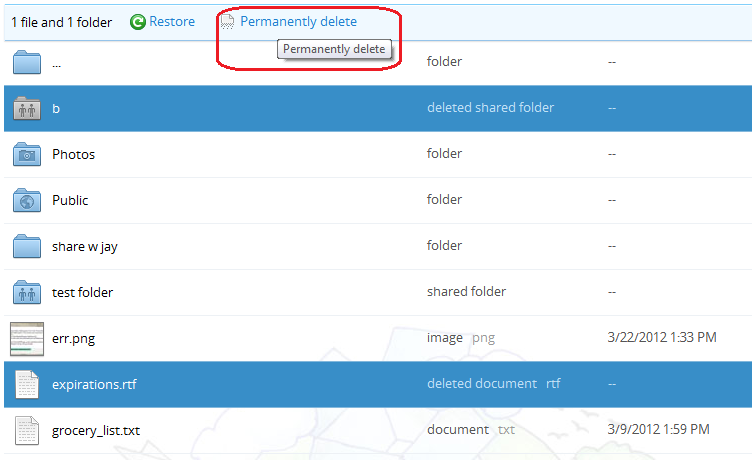 1 file and 1 folder Restore Permanently delete
Permanently delete
... folder --
b deleted shared folder --
Photos folder --
Public folder --
share w jay folder --
test folder shared folder --
err.png image png 3/22/2012 1:33 PM
expirations.rtf deleted document rtf --
grocery_list.txt document txt 3/9/2012 1:59 PM